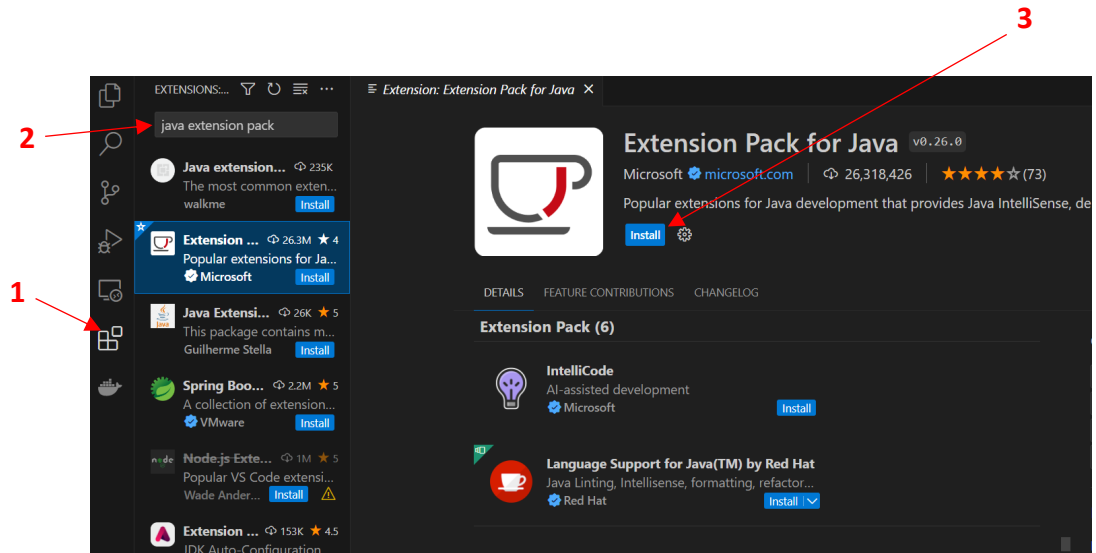 3
EXTENSIONS:...
Extension: Extension Pack for Java
2
java extension pack
Java extension... 235K
The most common exten...
walkme Install
Extension ... 26.3M ★ 4
Popular extensions for Ja...
Microsoft Install
1
Java Extensi... 26K ★ 5
This package contains m...
Guilherme Stella Install
Spring Boo... 2.2M ★ 5
A collection of extension...
VMware Install
Node.js Exte... 1M ★ 5
Popular VS Code extensi...
Wade Ander... Install
Extension ... 153K ★ 4.5
JDK Auto-Configuration
Extension Pack for Java v0.26.0
Microsoft microsoft.com 26,318,426 ★★★★☆(73)
Popular extensions for Java development that provides Java IntelliSense, de
Install
DETAILS FEATURE CONTRIBUTIONS CHANGELOG
Extension Pack (6)
IntelliCode
AI-assisted development
Microsoft Install
Language Support for Java(TM) by Red Hat
Java Linting, Intellisense, formatting, refactor...
Red Hat Install